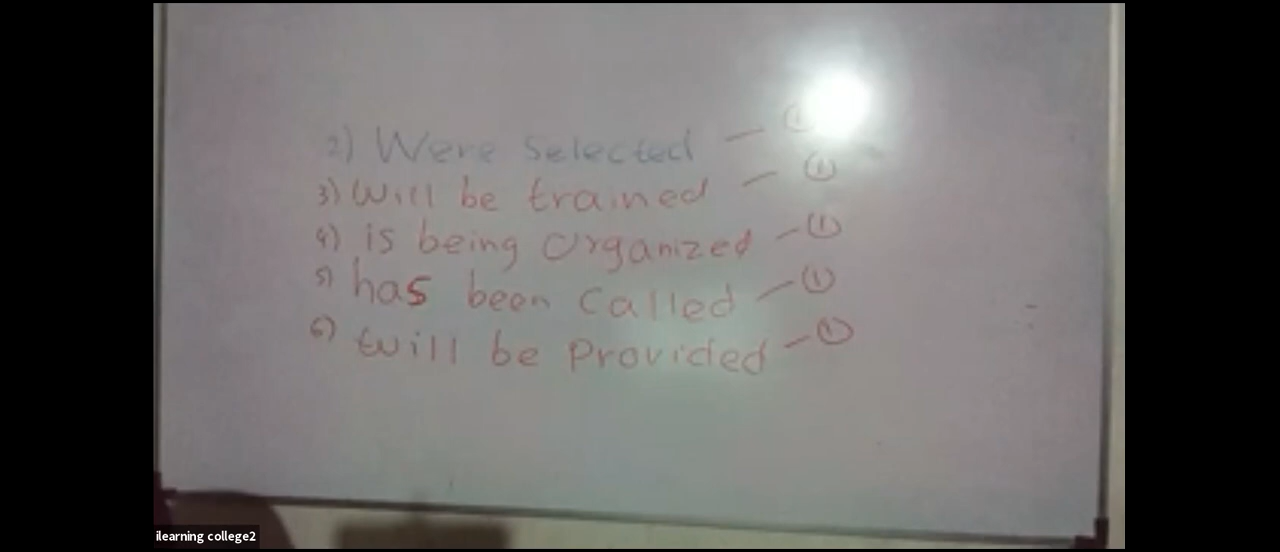 2) Were Selected — ①
3) Will be trained — ①
4) is being Organized — ①
5) has been Called — ①
6) will be Provided — ①
ilearning college2